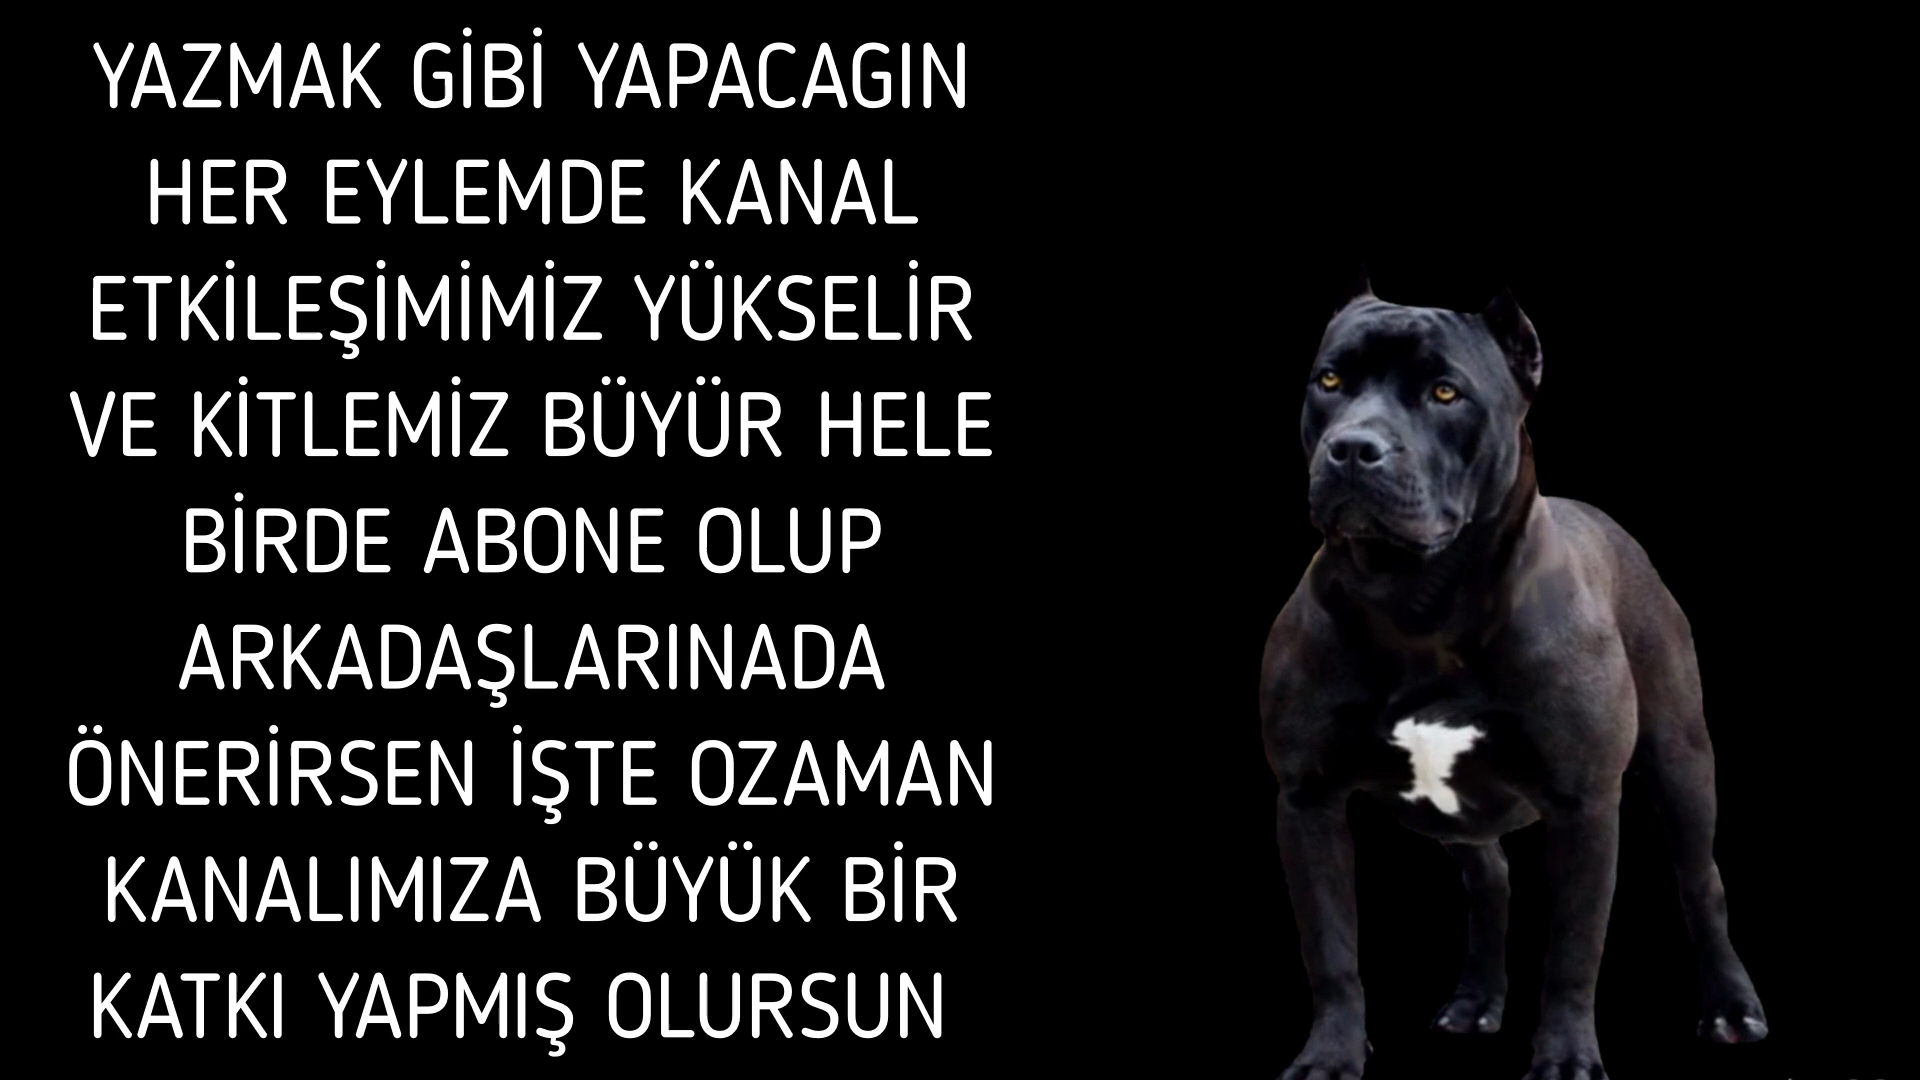 YAZMAK GİBİ YAPACAGIN
HER EYLEMDE KANAL
ETKİLEŞİMİMİZ YÜKSELİR
VE KİTLEMİZ BÜYÜR HELE
BİRDE ABONE OLUP
ARKADAŞLARINADA
ÖNERİRSEN İŞTE OZAMAN
KANALIMIZA BÜYÜK BİR
KATKI YAPMIŞ OLURSUN